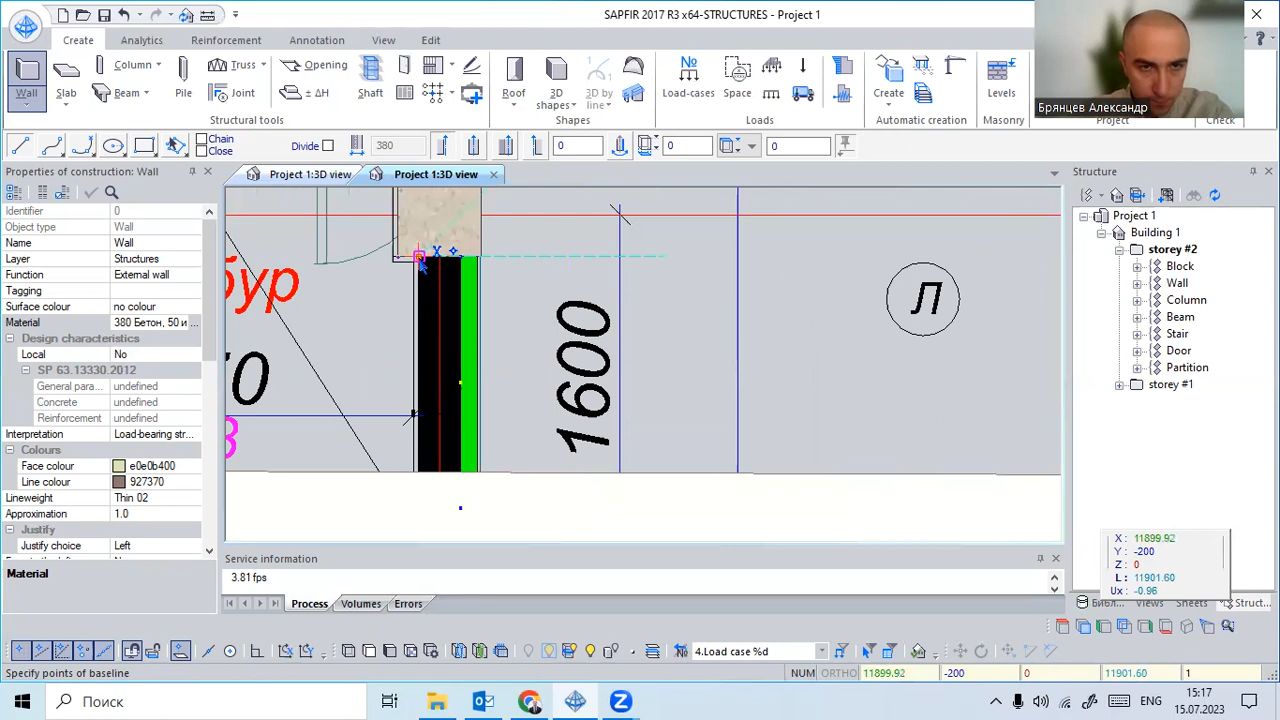 SAPFIR 2017 R3 x64-STRUCTURES - Project 1
Create
Analytics
Reinforcement
Annotation
View
Edit
Wall
Slab
Column
Beam
Pile
Truss
Grid
Joint
Opening
± ΔH
Shaft
Roof
3D shapes
3D by line
Load-cases
Space
Create
Levels
Structural tools
Shapes
Loads
Automatic creation
Masonry
Project
Check
Брянцев Александр
Chain
Close
Divide
380
0
0
0
Properties of construction: Wall
Project 1:3D view
Project 1:3D view
Structure
Identifier 0
Object type Wall
Name Wall
Layer Structures
Function External wall
Tagging
Surface colour no colour
Material 380 Бетон, 50 и ...
Design characteristics
Local No
SP 63.13330.2012
General para... undefined
Concrete undefined
Reinforcement undefined
Interpretation Load-bearing str...
Colours
Face colour e0e0b400
Line colour 927370
Lineweight Thin 02
Approximation 1.0
Justify
Justify choice Left
Material
X
бур
0
1600
Л
Project 1
Building 1
storey #2
Block
Wall
Column
Beam
Stair
Door
Partition
storey #1
X: 11899.92
Y: -200
Z: 0
L: 11901.60
Ux: -0.96
Service information
3.81 fps
Process
Volumes
Errors
Библ...
Views
Sheets
Struct...
4.Load case %d
Specify points of baseline
NUM
ORTHO
11899.92
-200
0
11901.60
1
Поиск
ENG
15:17
15.07.2023